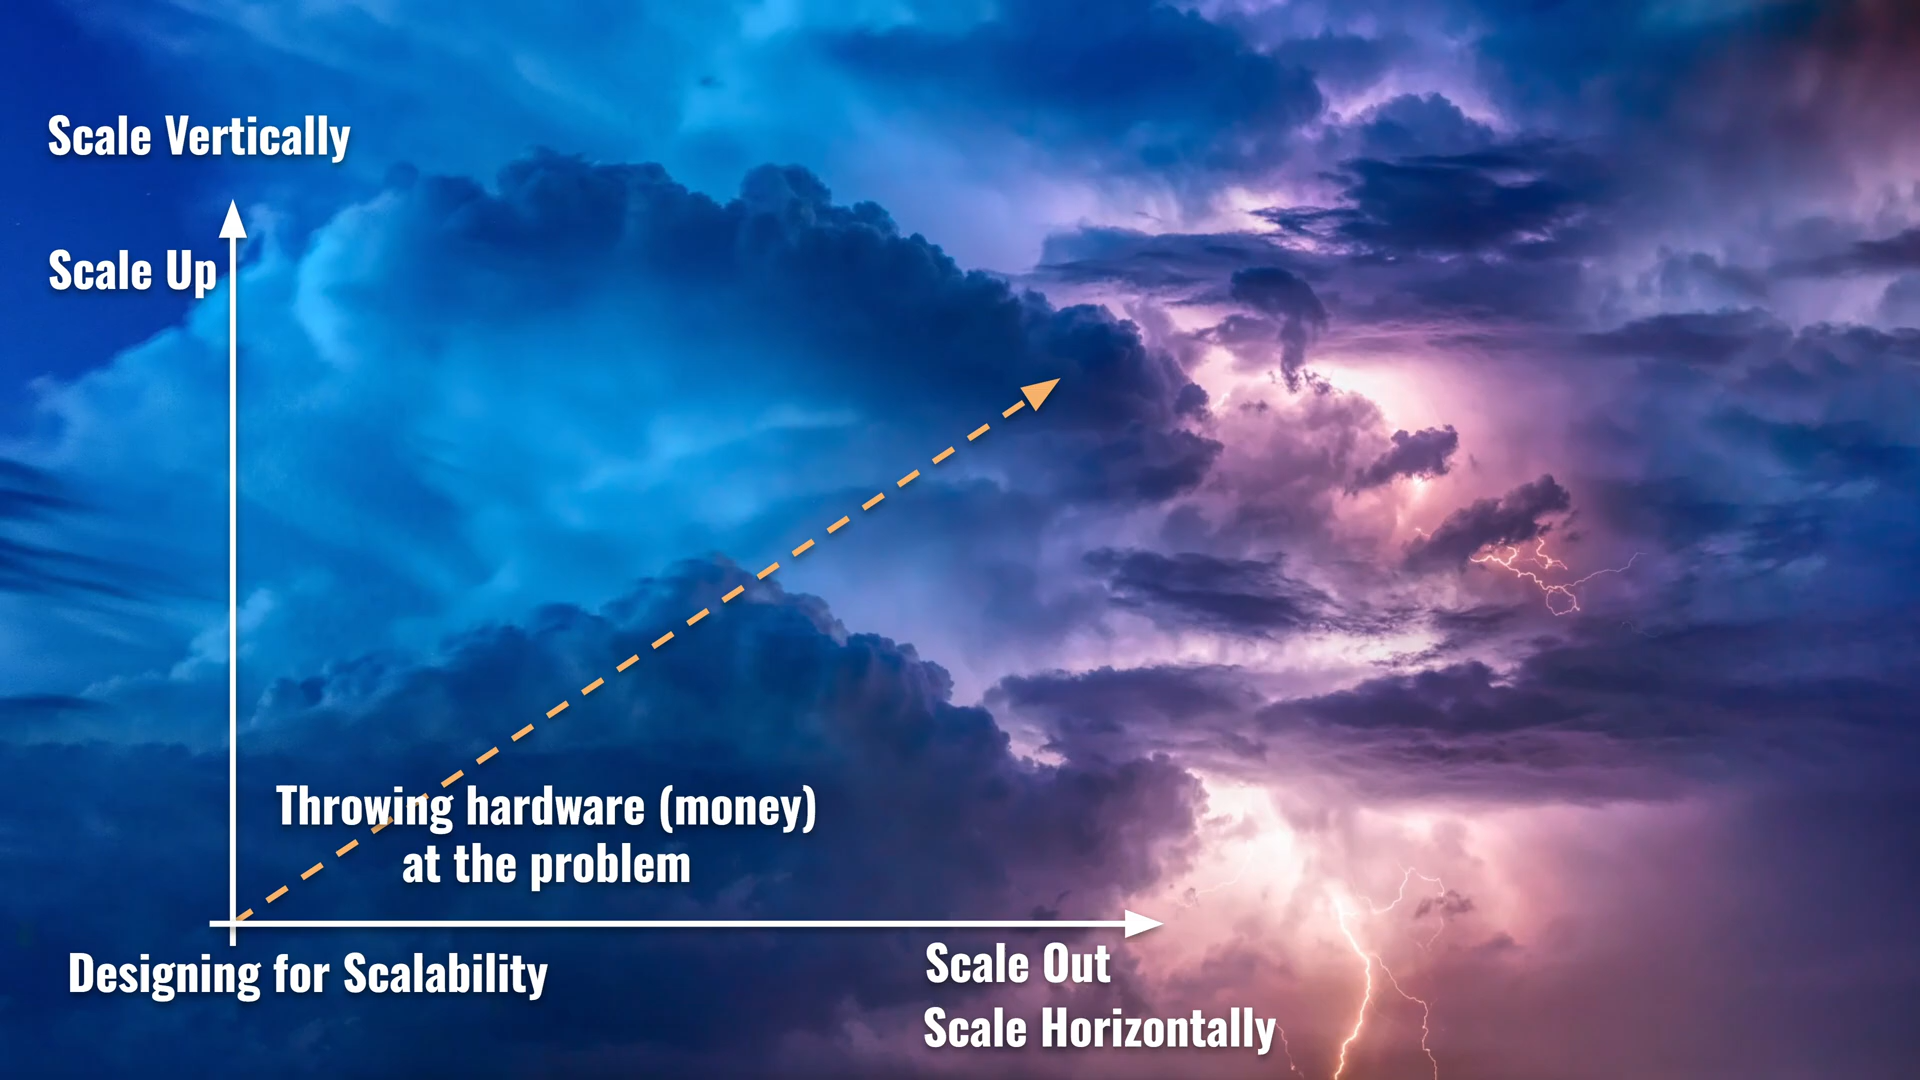 Scale Vertically
Scale Up
Throwing hardware (money)
at the problem
Designing for Scalability
Scale Out
Scale Horizontally